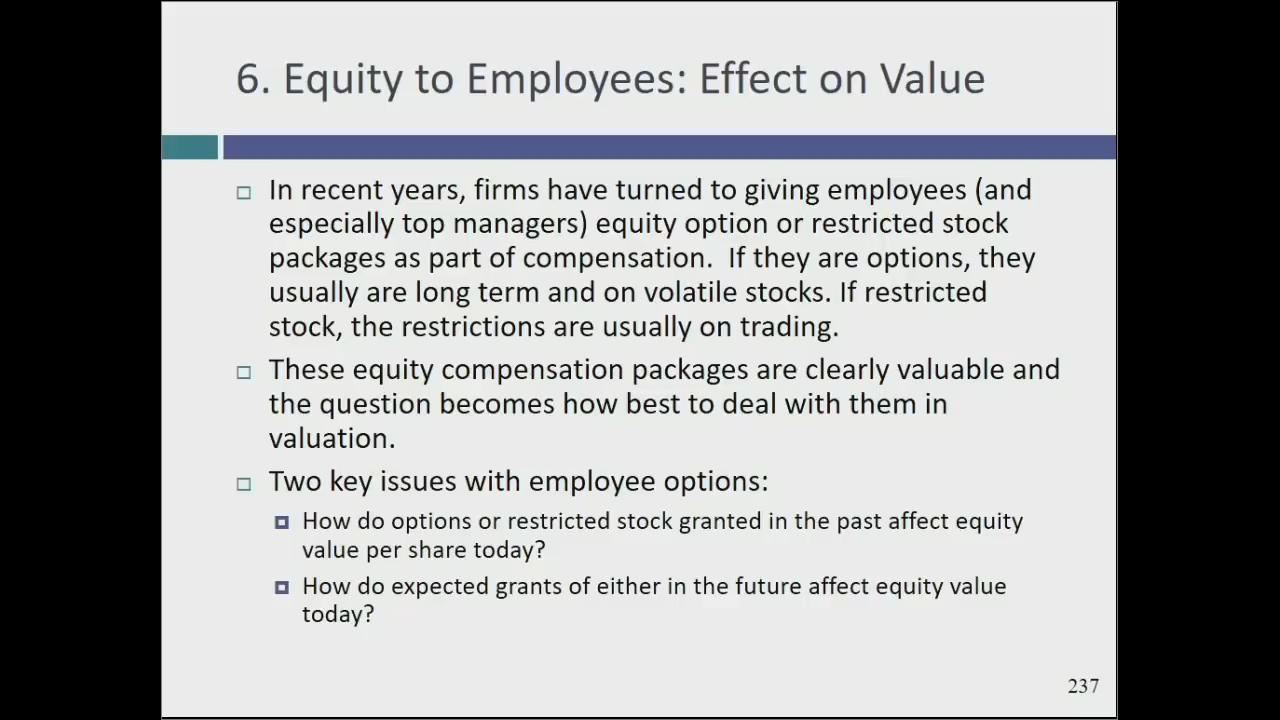 6. Equity to Employees: Effect on Value
In recent years, firms have turned to giving employees (and
especially top managers) equity option or restricted stock
packages as part of compensation.  If they are options, they
usually are long term and on volatile stocks. If restricted
stock, the restrictions are usually on trading.
These equity compensation packages are clearly valuable and
the question becomes how best to deal with them in
valuation.
Two key issues with employee options:
How do options or restricted stock granted in the past affect equity
value per share today?
How do expected grants of either in the future affect equity value
today?
237